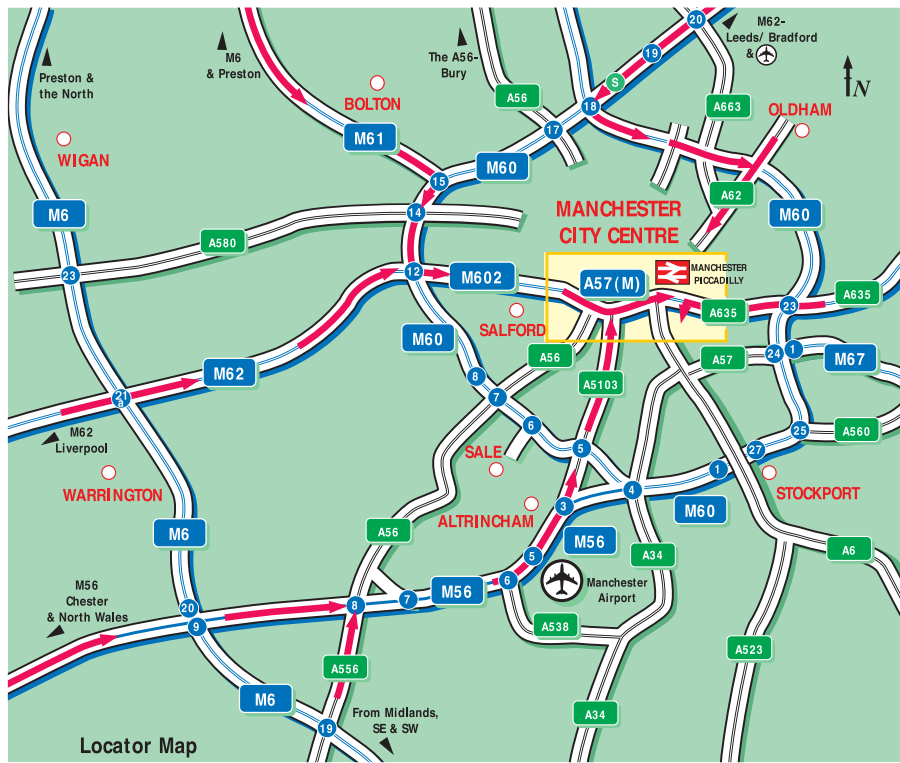 20
M62-
Leeds/ Bradford
&
19
M6
& Preston
The A56-
Bury
Preston &
the North
S
N
BOLTON
A56
18
A663
OLDHAM
17
M61
WIGAN
M60
15
A62
M6
14
MANCHESTER
CITY CENTRE
M60
A580
23
12
M602
A57(M)
MANCHESTER
PICCADILLY
A635
A635
23
SALFORD
M60
A56
A57
24
1
M67
M62
8
A5103
21
a
7
M62
Liverpool
6
25
A560
5
27
SALE
1
WARRINGTON
4
STOCKPORT
ALTRINCHAM
3
M60
M6
A56
M56
A34
A6
5
M56
Chester
& North Wales
6
Manchester
Airport
20
8
7
M56
9
A538
A523
A556
M6
From Midlands,
SE & SW
A34
19
Locator Map